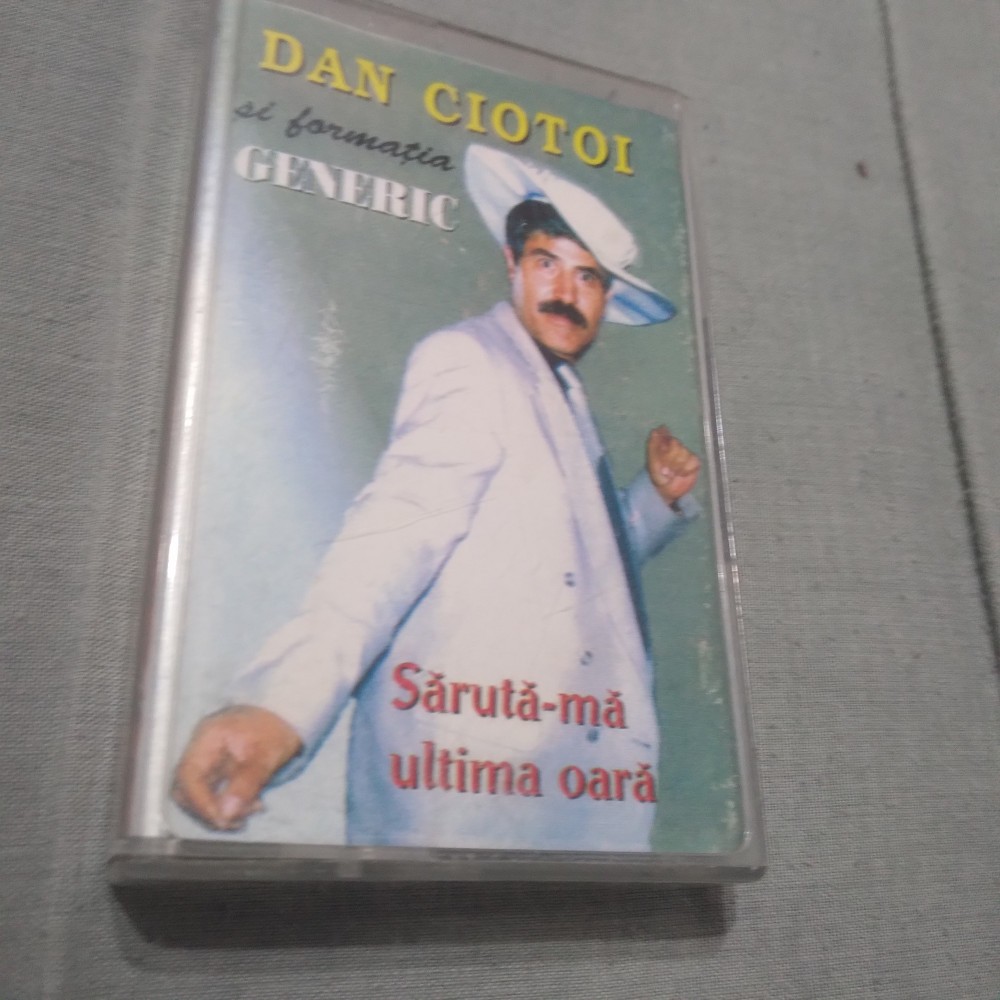 DAN CIOTOI
și formația
GENERIC
Sărută-mă
ultima oară